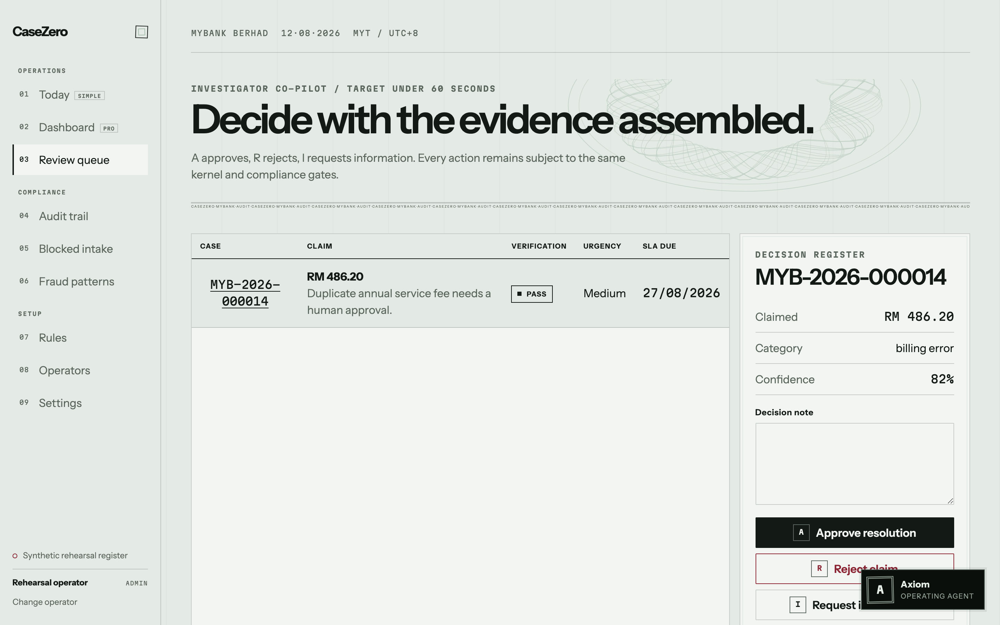 CaseZero
OPERATIONS
01 Today SIMPLE
02 Dashboard PRO
03 Review queue
COMPLIANCE
04 Audit trail
05 Blocked intake
06 Fraud patterns
SETUP
07 Rules
08 Operators
09 Settings
Synthetic rehearsal register
Rehearsal operator ADMIN
Change operator
MYBANK BERHAD 12·08·2026 MYT / UTC+8
INVESTIGATOR CO-PILOT / TARGET UNDER 60 SECONDS
Decide with the evidence assembled.
A approves, R rejects, I requests information. Every action remains subject to the same
kernel and compliance gates.
CASEZERO·MYBANK·AUDIT·CASEZERO·MYBANK·AUDIT·CASEZERO·MYBANK·AUDIT·CASEZERO·MYBANK·AUDIT·CASEZERO·MYBANK·AUDIT·CASEZERO·MYBANK·AUDIT·CASEZERO·MYBANK·AUDIT·CASEZERO·MYBANK·AUDIT·CASEZERO·MYBANK·AUDIT·CASEZERO·MYBANK·AUDIT·CASEZERO·MYBANK·AUDIT·CASEZERO·MYBANK·AUDIT·CASEZERO·MYBANK·AUD
CASE CLAIM VERIFICATION URGENCY SLA DUE
MYB-2026-
000014
RM 486.20
Duplicate annual service fee needs a
human approval.
PASS
Medium
27/08/2026
DECISION REGISTER
MYB-2026-000014
Claimed RM 486.20
Category billing error
Confidence 82%
Decision note
A Approve resolution
R Reject claim
I Request
A Axiom
OPERATING AGENT